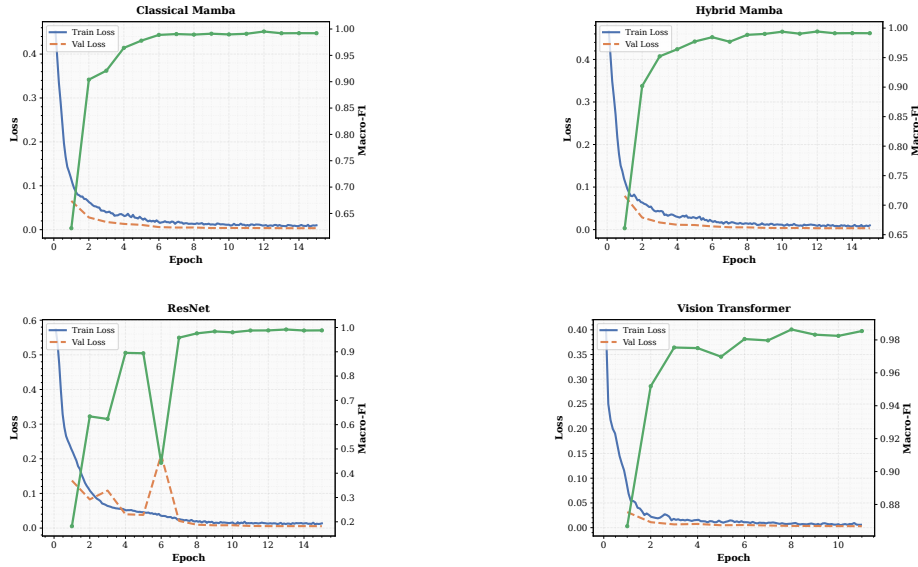 Classical Mamba
Train Loss
Val Loss
Loss
0.4
0.3
0.2
0.1
0.0
1.00
0.95
0.90
0.85
0.80
0.75
0.70
0.65
Macro-F1
0 2 4 6 8 10 12 14
Epoch
Hybrid Mamba
Train Loss
Val Loss
Loss
0.4
0.3
0.2
0.1
0.0
1.00
0.95
0.90
0.85
0.80
0.75
0.70
0.65
Macro-F1
0 2 4 6 8 10 12 14
Epoch
ResNet
Train Loss
Val Loss
Loss
0.6
0.5
0.4
0.3
0.2
0.1
0.0
1.0
0.9
0.8
0.7
0.6
0.5
0.4
0.3
0.2
Macro-F1
0 2 4 6 8 10 12 14
Epoch
Vision Transformer
Train Loss
Val Loss
Loss
0.40
0.35
0.30
0.25
0.20
0.15
0.10
0.05
0.00
0.98
0.96
0.94
0.92
0.90
0.88
Macro-F1
0 2 4 6 8 10
Epoch